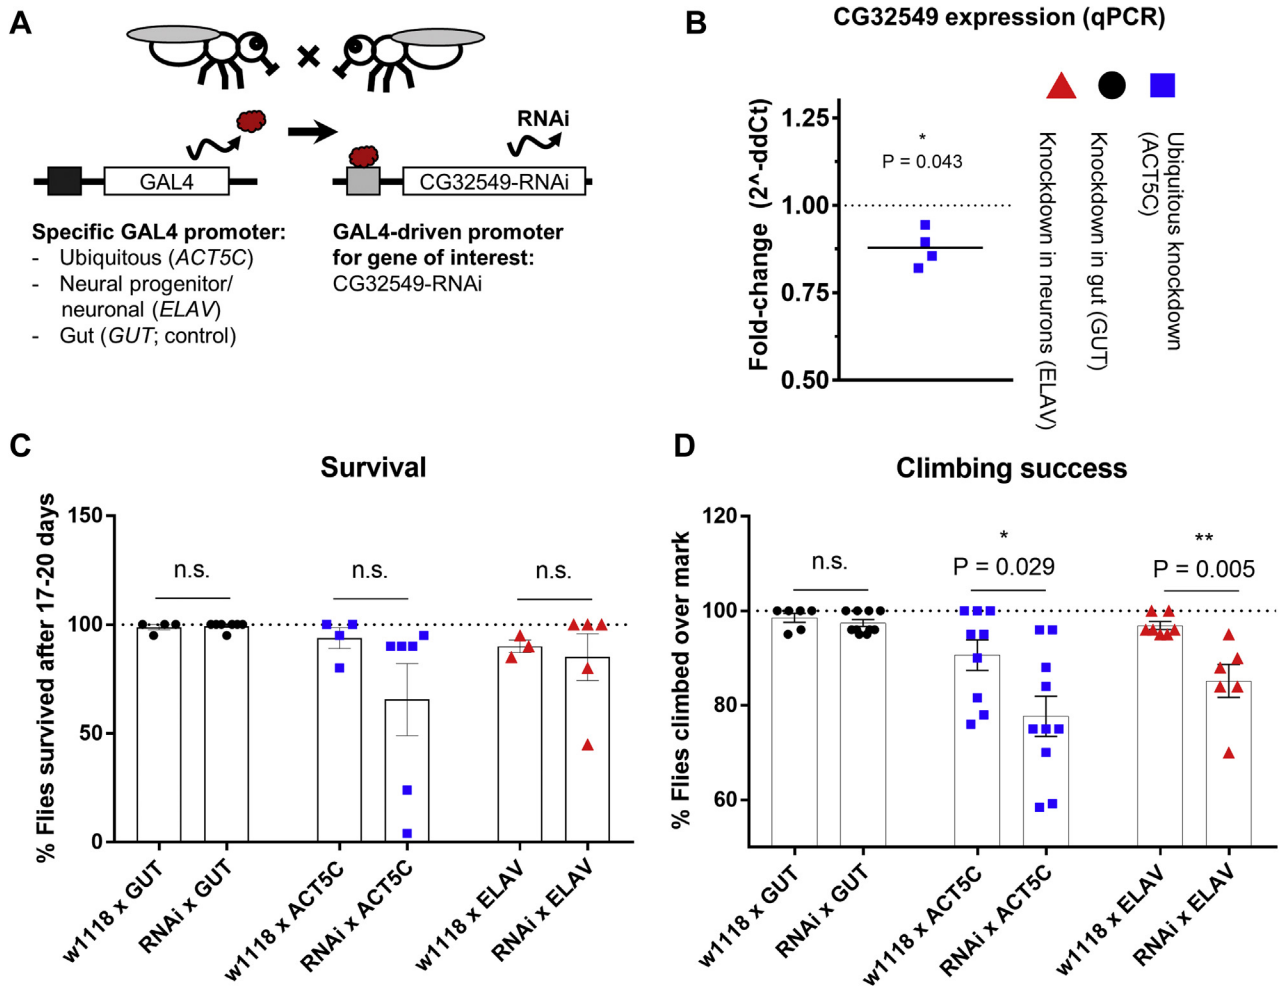 A
RNAi
GAL4
CG32549-RNAi
Specific GAL4 promoter:
- Ubiquitous (ACT5C)
- Neural progenitor/
neuronal (ELAV)
- Gut (GUT; control)
GAL4-driven promoter
for gene of interest:
CG32549-RNAi
B
CG32549 expression (qPCR)
Fold-change (2^-ddCt)
1.25
1.00
0.75
0.50
*
P = 0.043
Knockdown in neurons (ELAV)
Knockdown in gut (GUT)
Ubiquitous knockdown
(ACT5C)
C
Survival
% Flies survived after 17-20 days
150
100
50
0
n.s.
n.s.
n.s.
w1118 x GUT
RNAi x GUT
w1118 x ACT5C
RNAi x ACT5C
w1118 x ELAV
RNAi x ELAV
D
Climbing success
% Flies climbed over mark
120
100
80
60
n.s.
*
P = 0.029
**
P = 0.005
w1118 x GUT
RNAi x GUT
w1118 x ACT5C
RNAi x ACT5C
w1118 x ELAV
RNAi x ELAV